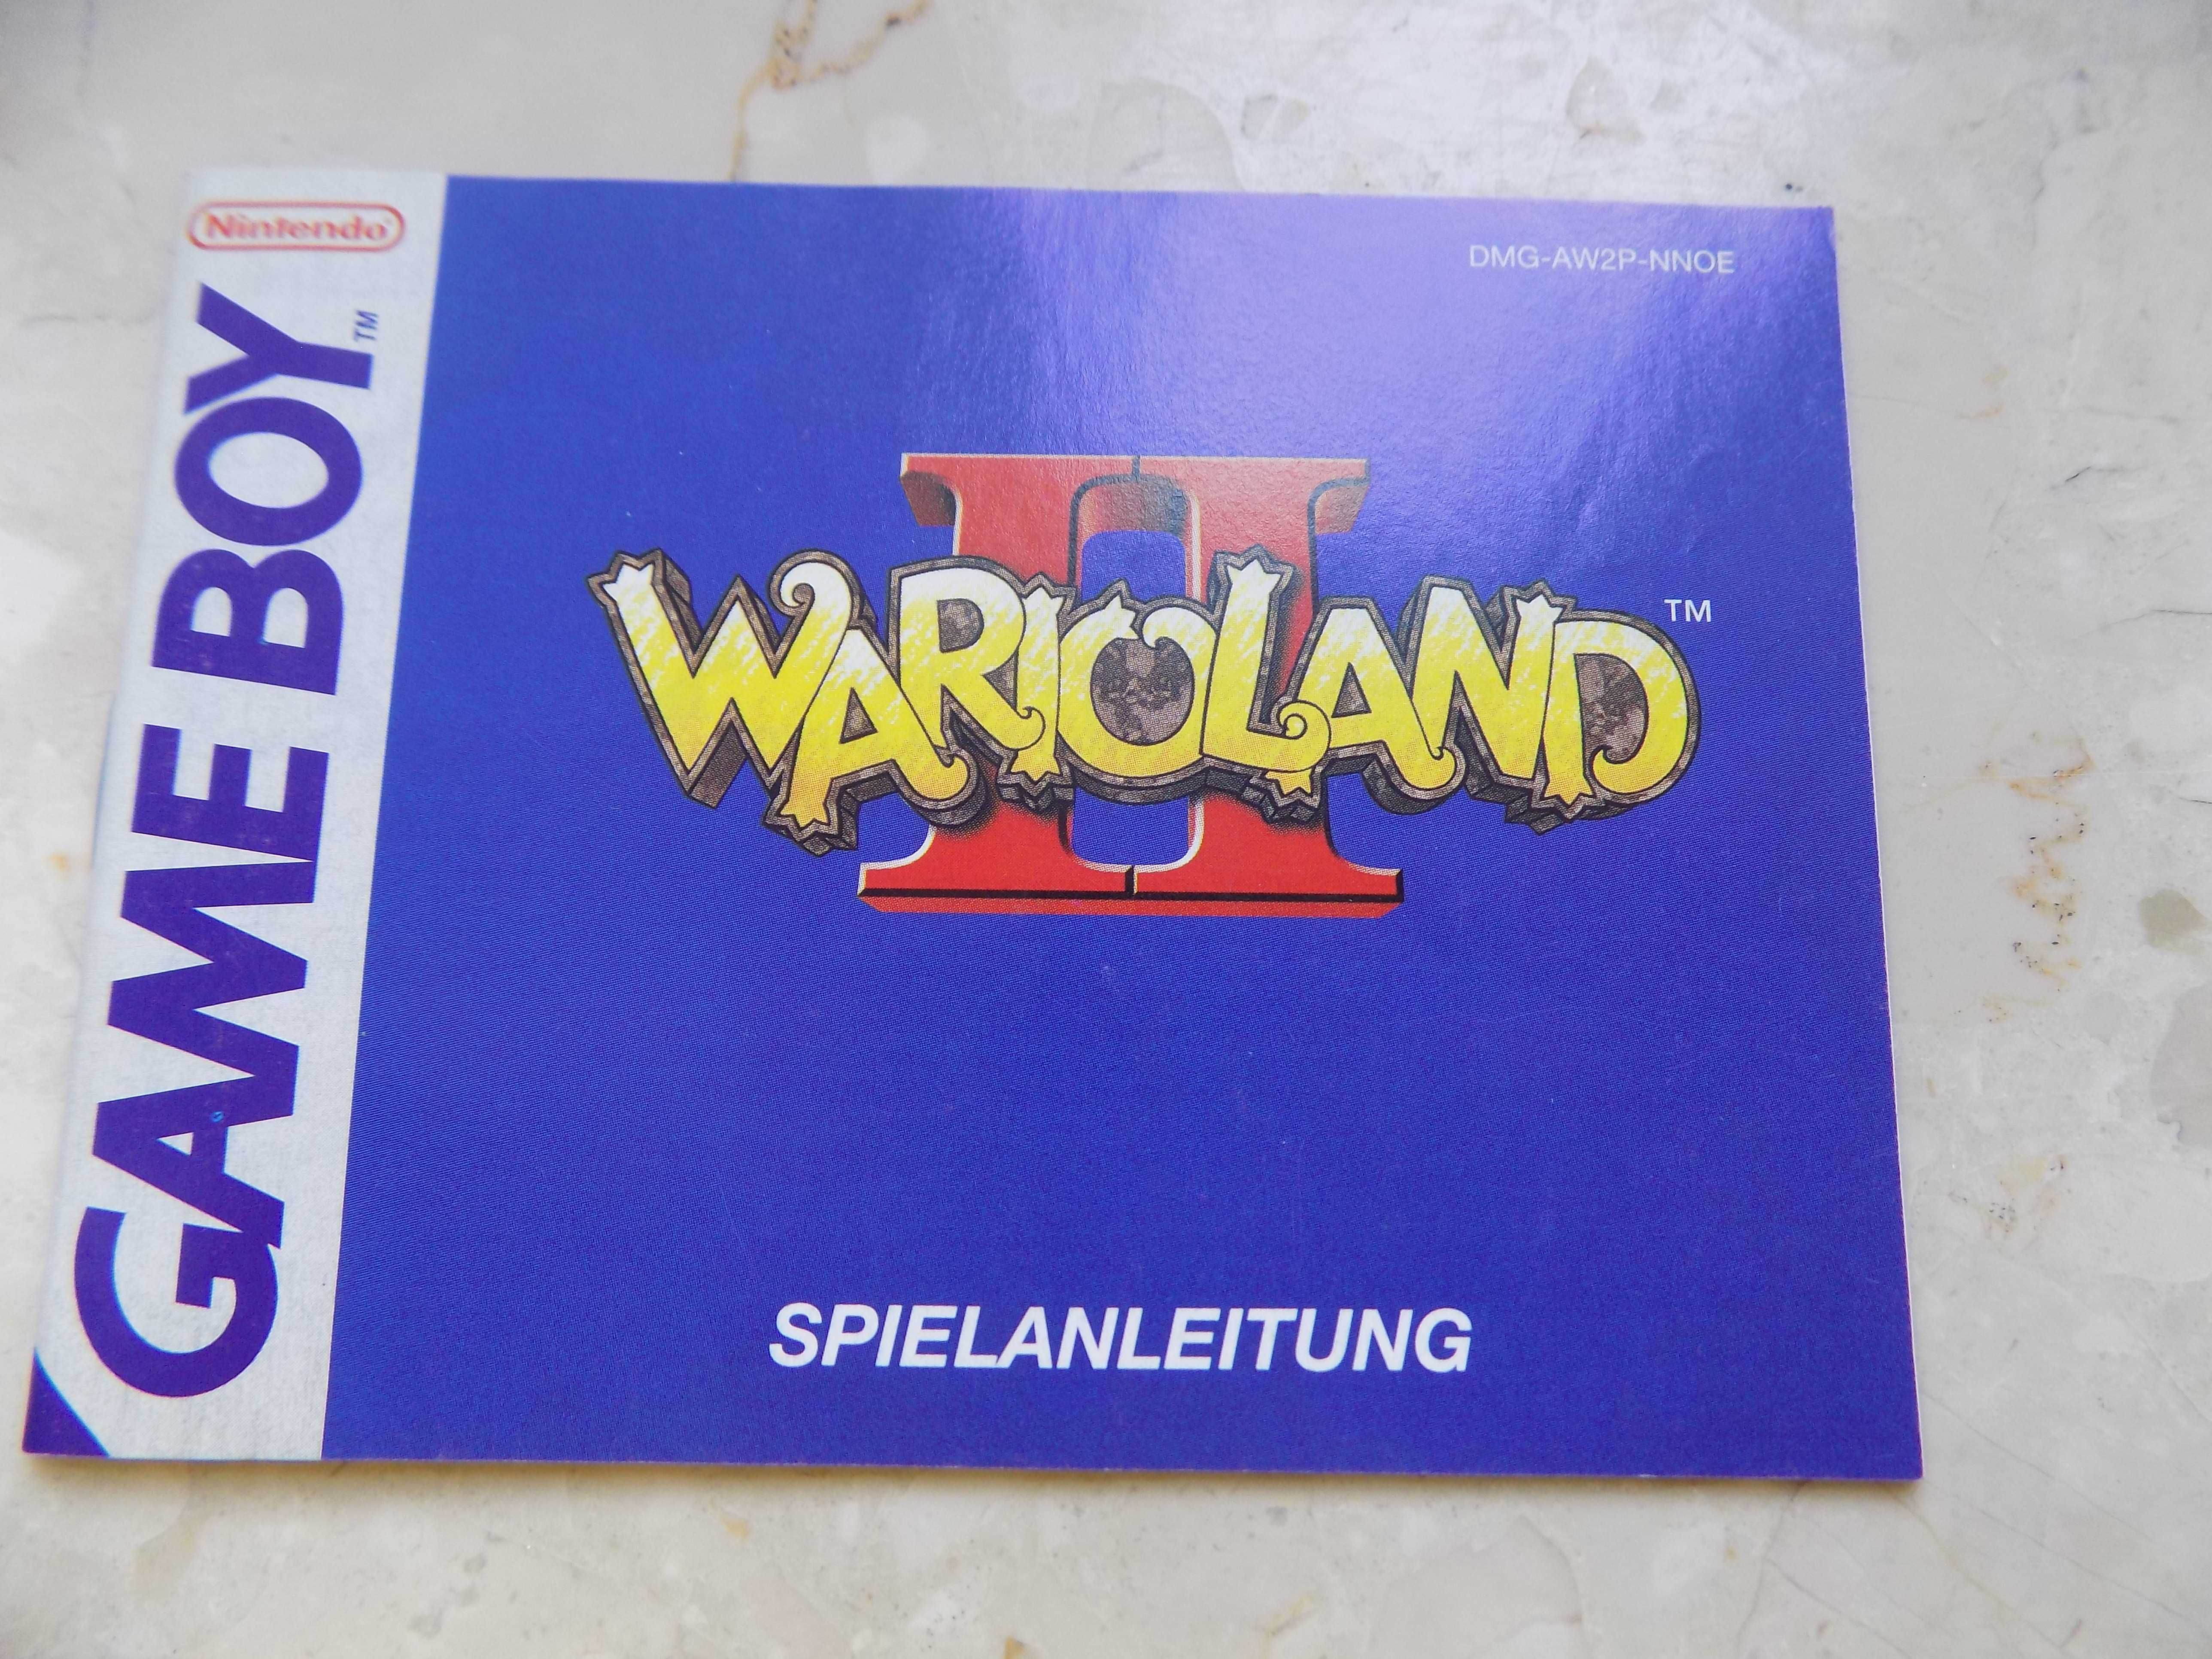 Nintendo
GAME BOY™
DMG-AW2P-NNOE
II
WARIOLAND™
SPIELANLEITUNG